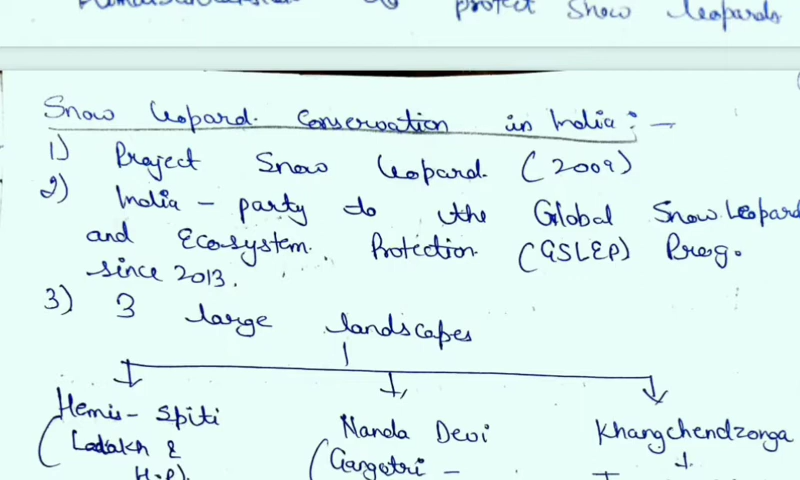 protect Snow leopards
Snow leopard Conservation in India : -
1) Project Snow leopard. (2009)
2) India - party to the Global Snow Leopard
and Ecosystem Protection (GSLEP) Prog.
since 2013.
3) 3 large landscapes
Hemis - Spiti Nanda Devi Khangchendzonga
(Ladakh & (Gangotri -
H.P).